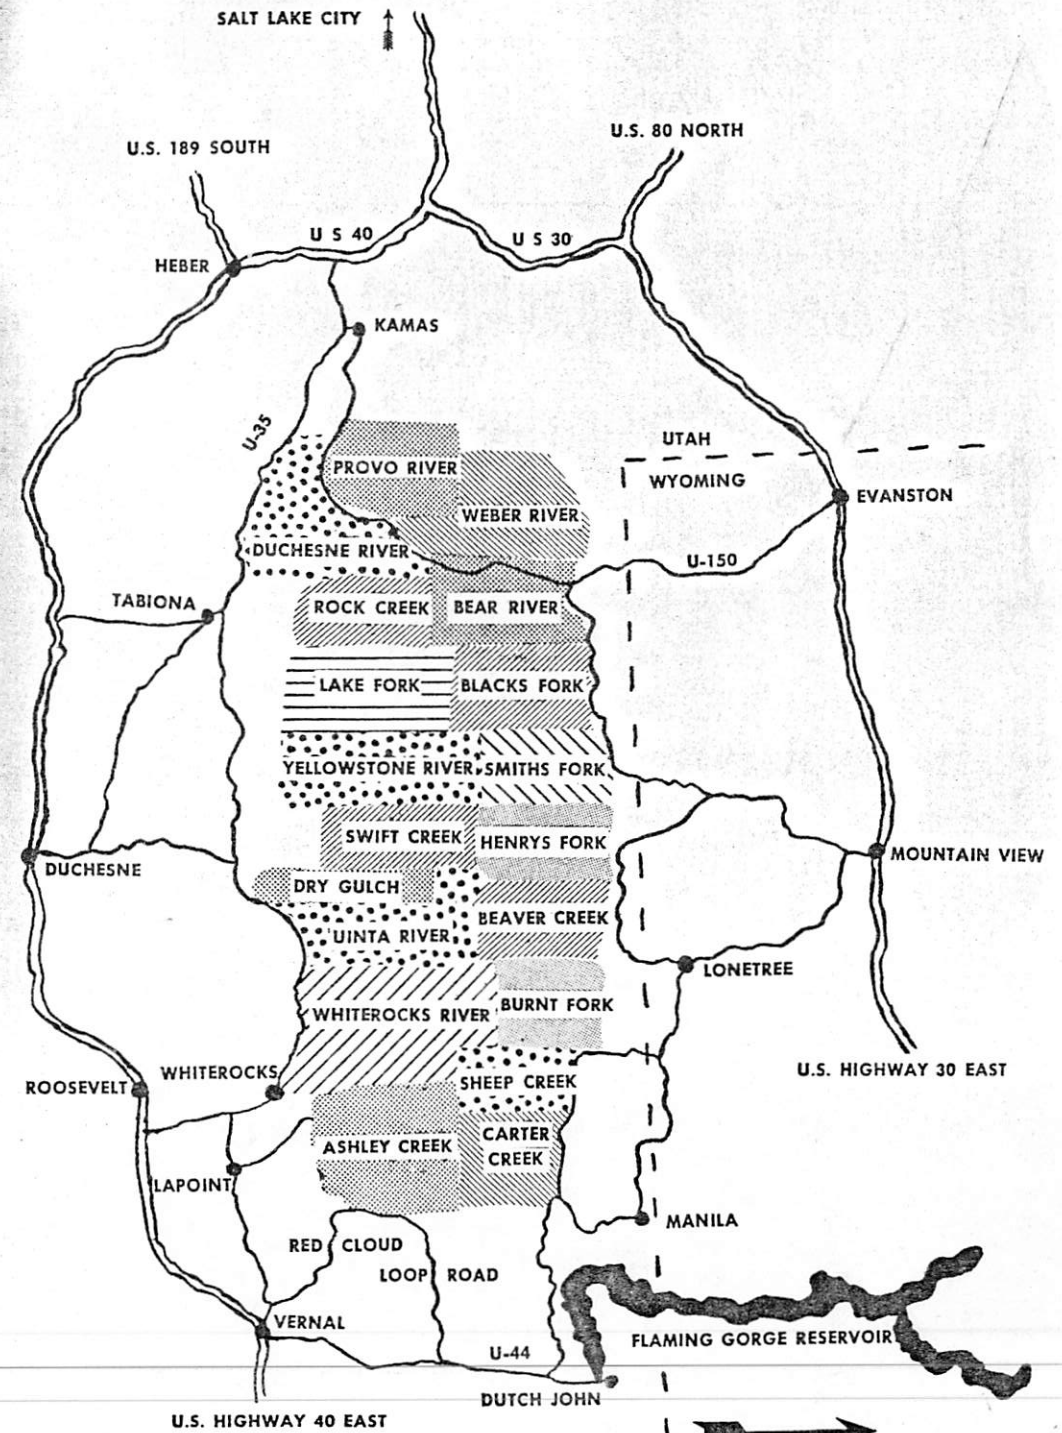 SALT LAKE CITY
U.S. 80 NORTH
U.S. 189 SOUTH
U S 40
U S 30
HEBER
KAMAS
U-35
UTAH
PROVO RIVER
WYOMING
EVANSTON
WEBER RIVER
DUCHESNE RIVER
U-150
TABIONA
ROCK CREEK
BEAR RIVER
LAKE FORK
BLACKS FORK
YELLOWSTONE RIVER
SMITHS FORK
SWIFT CREEK
HENRYS FORK
MOUNTAIN VIEW
DUCHESNE
DRY GULCH
BEAVER CREEK
UINTA RIVER
LONETREE
BURNT FORK
WHITEROCKS RIVER
U.S. HIGHWAY 30 EAST
WHITEROCKS
ROOSEVELT
SHEEP CREEK
CARTER
CREEK
ASHLEY CREEK
LAPOINT
MANILA
RED CLOUD
LOOP ROAD
VERNAL
FLAMING GORGE RESERVOIR
U-44
DUTCH JOHN
U.S. HIGHWAY 40 EAST